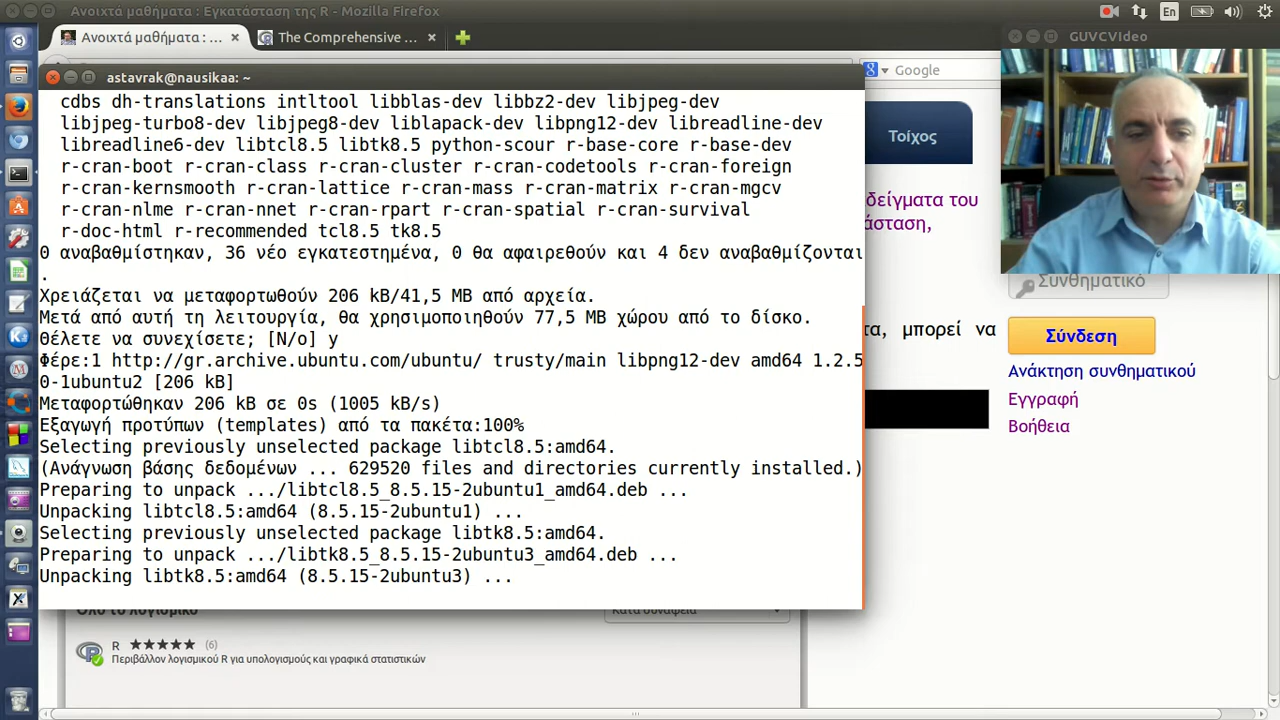 Ανοιχτά μαθήματα : Εγκατάσταση της R - Mozilla Firefox
En
Ανοιχτά μαθήματα : ...
The Comprehensive ...
GUVCVIdeo
Google
astavrak@nausikaa: ~
cdbs dh-translations intltool libblas-dev libbz2-dev libjpeg-dev
libjpeg-turbo8-dev libjpeg8-dev liblapack-dev libpng12-dev libreadline-dev
libreadline6-dev libtcl8.5 libtk8.5 python-scour r-base-core r-base-dev
r-cran-boot r-cran-class r-cran-cluster r-cran-codetools r-cran-foreign
r-cran-kernsmooth r-cran-lattice r-cran-mass r-cran-matrix r-cran-mgcv
r-cran-nlme r-cran-nnet r-cran-rpart r-cran-spatial r-cran-survival
r-doc-html r-recommended tcl8.5 tk8.5
0 αναβαθμίστηκαν, 36 νέο εγκατεστημένα, 0 θα αφαιρεθούν και 4 δεν αναβαθμίζονται
.
Χρειάζεται να μεταφορτωθούν 206 kB/41,5 MB από αρχεία.
Μετά από αυτή τη λειτουργία, θα χρησιμοποιηθούν 77,5 MB χώρου από το δίσκο.
Θέλετε να συνεχίσετε; [Ν/ο] y
Φέρε:1 http://gr.archive.ubuntu.com/ubuntu/ trusty/main libpng12-dev amd64 1.2.5
0-1ubuntu2 [206 kB]
Μεταφορτώθηκαν 206 kB σε 0s (1005 kB/s)
Εξαγωγή προτύπων (templates) από τα πακέτα:100%
Selecting previously unselected package libtcl8.5:amd64.
(Ανάγνωση βάσης δεδομένων ... 629520 files and directories currently installed.)
Preparing to unpack .../libtcl8.5_8.5.15-2ubuntu1_amd64.deb ...
Unpacking libtcl8.5:amd64 (8.5.15-2ubuntu1) ...
Selecting previously unselected package libtk8.5:amd64.
Preparing to unpack .../libtk8.5_8.5.15-2ubuntu3_amd64.deb ...
Unpacking libtk8.5:amd64 (8.5.15-2ubuntu3) ...
Τοίχος
δείγματα του
άσταση,
Συνθηματικό
τα, μπορεί να
Σύνδεση
Ανάκτηση συνθηματικού
Εγγραφή
Βοήθεια
Όλο το λογισμικό
Κατά συνάφεια
R (6)
Περιβάλλον λογισμικού R για υπολογισμούς και γραφικά στατιστικών